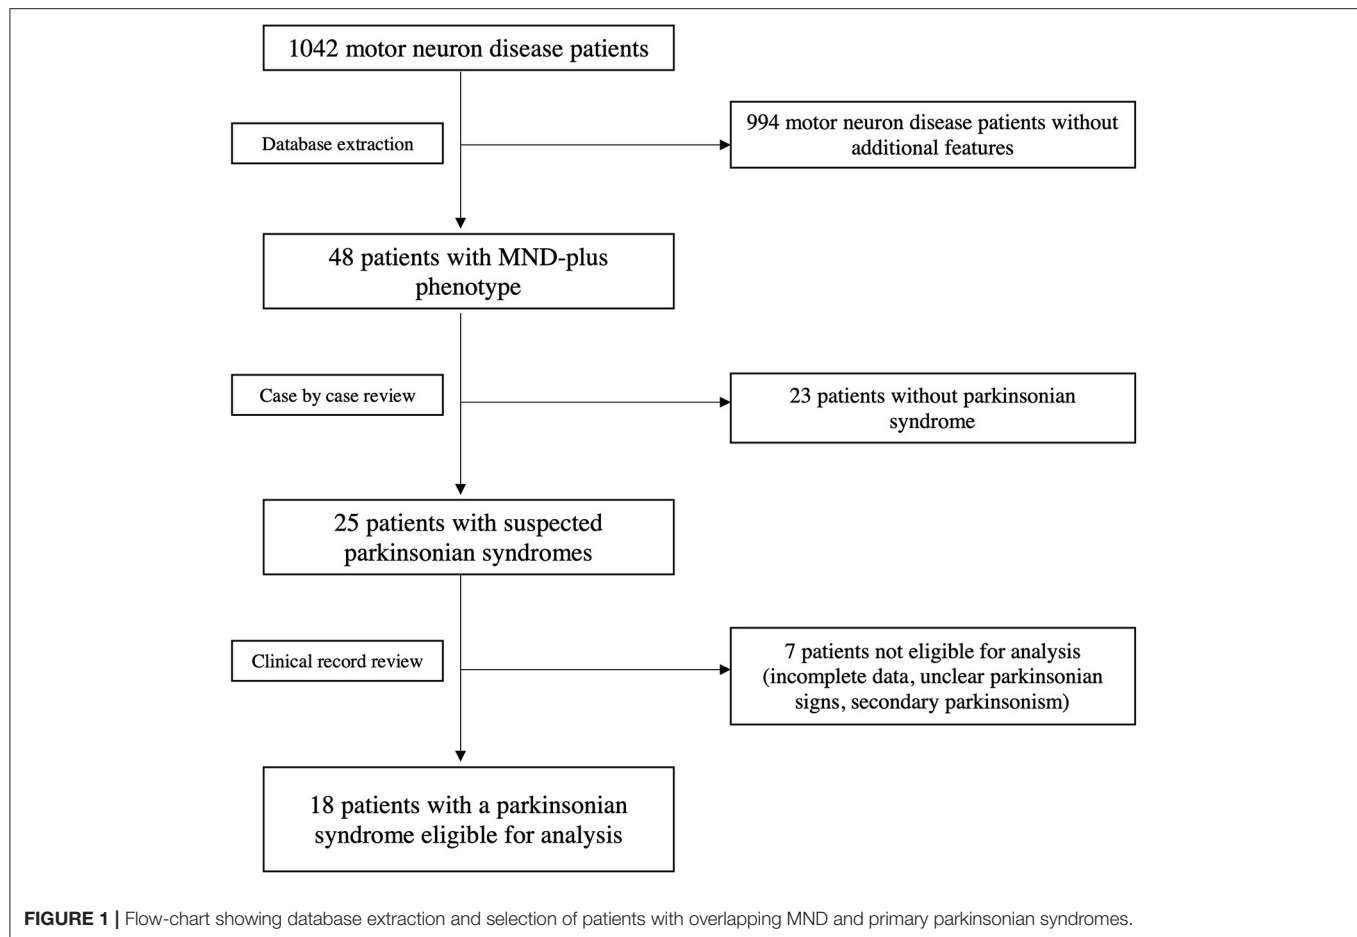 1042 motor neuron disease patients
Database extraction
994 motor neuron disease patients without
additional features
48 patients with MND-plus
phenotype
Case by case review
23 patients without parkinsonian
syndrome
25 patients with suspected
parkinsonian syndromes
Clinical record review
7 patients not eligible for analysis
(incomplete data, unclear parkinsonian
signs, secondary parkinsonism)
18 patients with a parkinsonian
syndrome eligible for analysis
FIGURE 1 | Flow-chart showing database extraction and selection of patients with overlapping MND and primary parkinsonian syndromes.